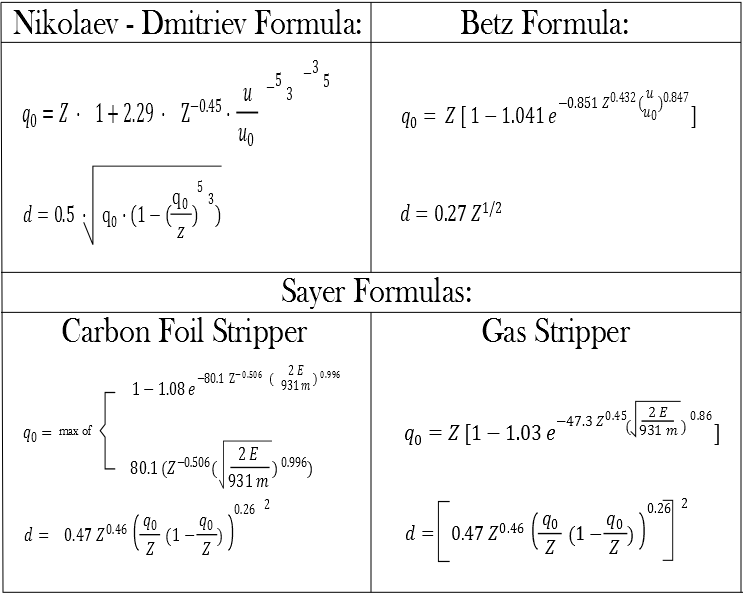 Nikolaev - Dmitriev Formula:
Betz Formula:
q₀ = Z · 1 + 2.29 · Z^−0.45 · u/u₀ ^−5 3 ^−3 5
q₀ = Z [ 1 − 1.041 e^−0.851 Z^0.432 (u/u₀)^0.847 ]
d = 0.5 · √(q₀ · (1 − (q₀/z)^5 3))
d = 0.27 Z^1/2
Sayer Formulas:
Carbon Foil Stripper
Gas Stripper
q₀ = max of { 1 − 1.08 e^−80.1 Z^−0.506 ( 2 E/931 m )^0.996
80.1 (Z^−0.506 (√(2 E/931 m))^0.996)
q₀ = Z [1 − 1.03 e^−47.3 Z^0.45 (√(2 E/931 m))^0.86 ]
d = 0.47 Z^0.46 (q₀/Z (1 − q₀/Z))^0.26 2
d = [ 0.47 Z^0.46 (q₀/Z (1 − q₀/Z))^0.26 ]^2